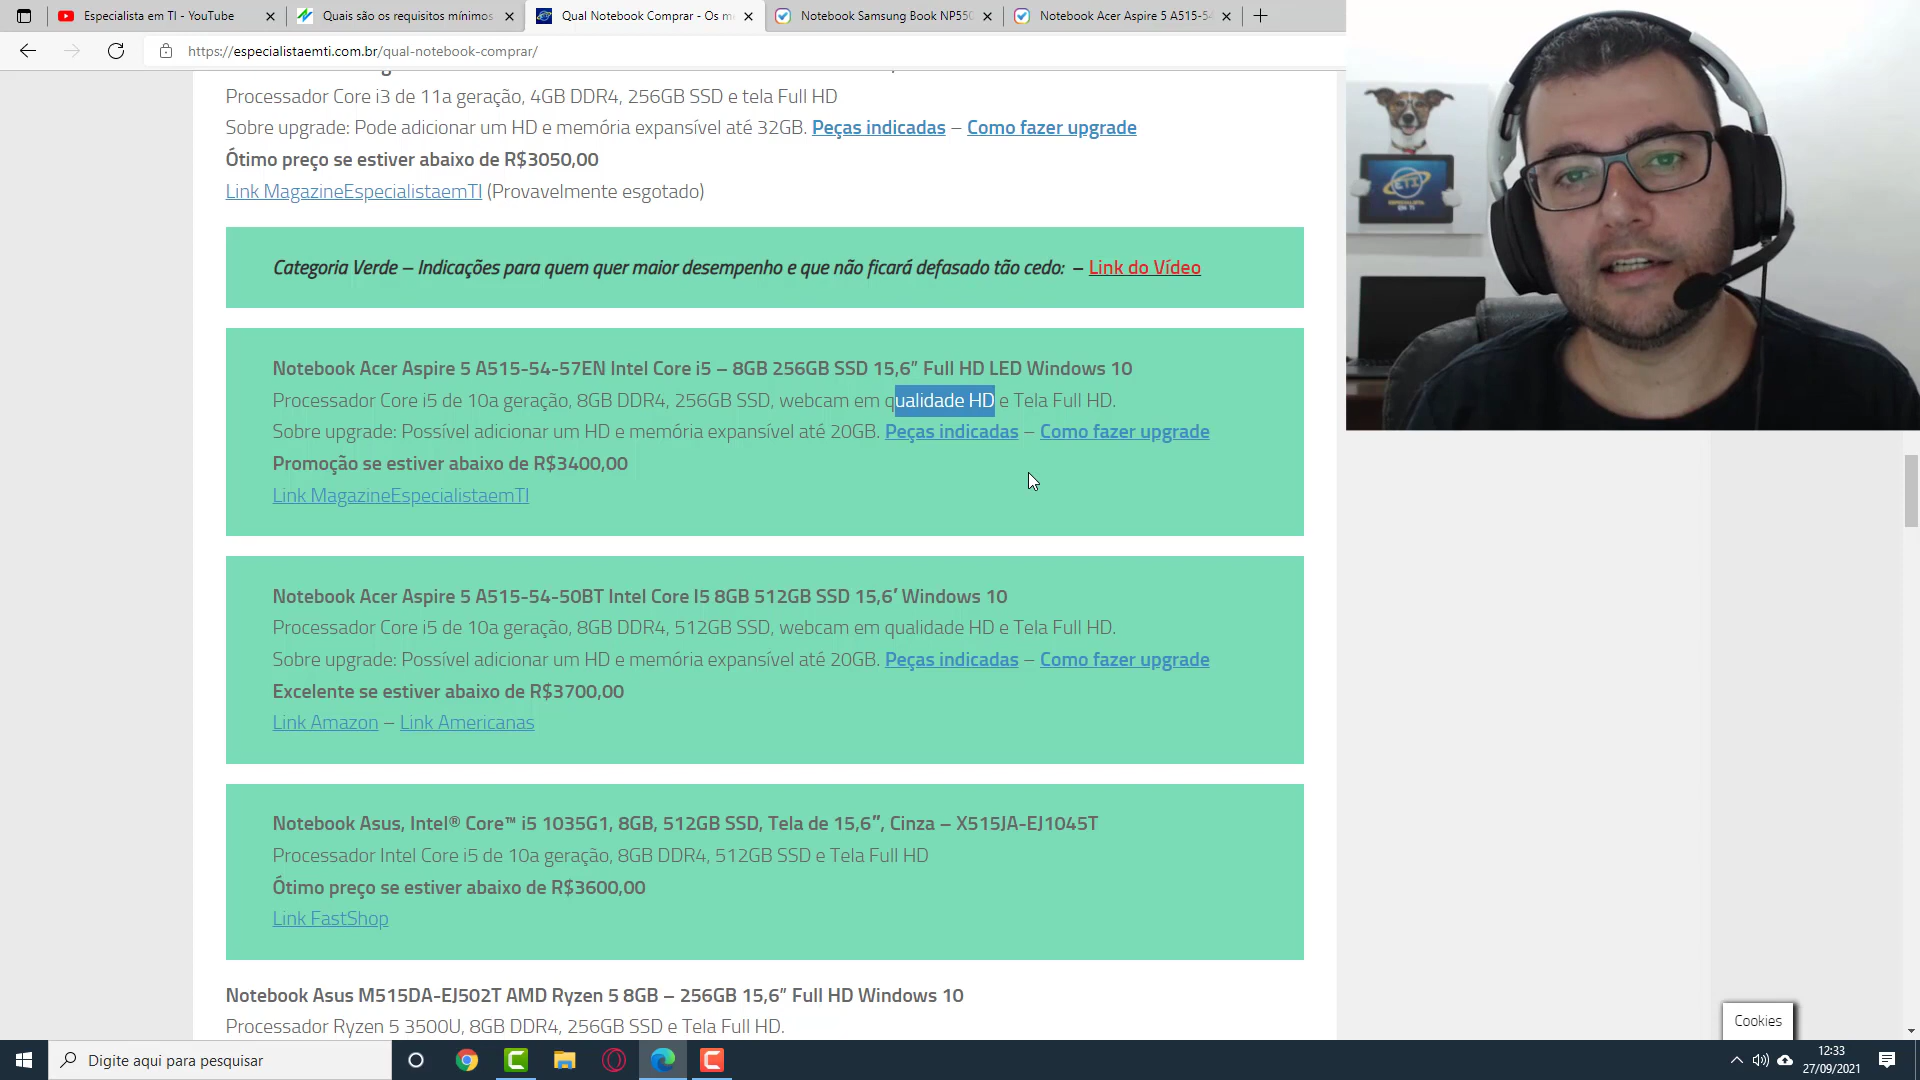 Especialista em TI - YouTube
Quais são os requisitos mínimos
Qual Notebook Comprar - Os m
Notebook Samsung Book NP550
Notebook Acer Aspire 5 A515-5
https://especialistaemti.com.br/qual-notebook-comprar/
Processador Core i3 de 11a geração, 4GB DDR4, 256GB SSD e tela Full HD
Sobre upgrade: Pode adicionar um HD e memória expansível até 32GB. Peças indicadas – Como fazer upgrade
Ótimo preço se estiver abaixo de R$3050,00
Link MagazineEspecialistaemTI (Provavelmente esgotado)
Categoria Verde – Indicações para quem quer maior desempenho e que não ficará defasado tão cedo: – Link do Vídeo
Notebook Acer Aspire 5 A515-54-57EN Intel Core i5 – 8GB 256GB SSD 15,6” Full HD LED Windows 10
Processador Core i5 de 10a geração, 8GB DDR4, 256GB SSD, webcam em qualidade HD e Tela Full HD.
Sobre upgrade: Possível adicionar um HD e memória expansível até 20GB. Peças indicadas – Como fazer upgrade
Promoção se estiver abaixo de R$3400,00
Link MagazineEspecialistaemTI
Notebook Acer Aspire 5 A515-54-50BT Intel Core I5 8GB 512GB SSD 15,6′ Windows 10
Processador Core i5 de 10a geração, 8GB DDR4, 512GB SSD, webcam em qualidade HD e Tela Full HD.
Sobre upgrade: Possível adicionar um HD e memória expansível até 20GB. Peças indicadas – Como fazer upgrade
Excelente se estiver abaixo de R$3700,00
Link Amazon – Link Americanas
Notebook Asus, Intel® Core™ i5 1035G1, 8GB, 512GB SSD, Tela de 15,6″, Cinza – X515JA-EJ1045T
Processador Intel Core i5 de 10a geração, 8GB DDR4, 512GB SSD e Tela Full HD
Ótimo preço se estiver abaixo de R$3600,00
Link FastShop
Notebook Asus M515DA-EJ502T AMD Ryzen 5 8GB – 256GB 15,6” Full HD Windows 10
Processador Ryzen 5 3500U, 8GB DDR4, 256GB SSD e Tela Full HD.
Cookies
Digite aqui para pesquisar
12:33
27/09/2021
ETI
ESPECIALISTA
EM TI